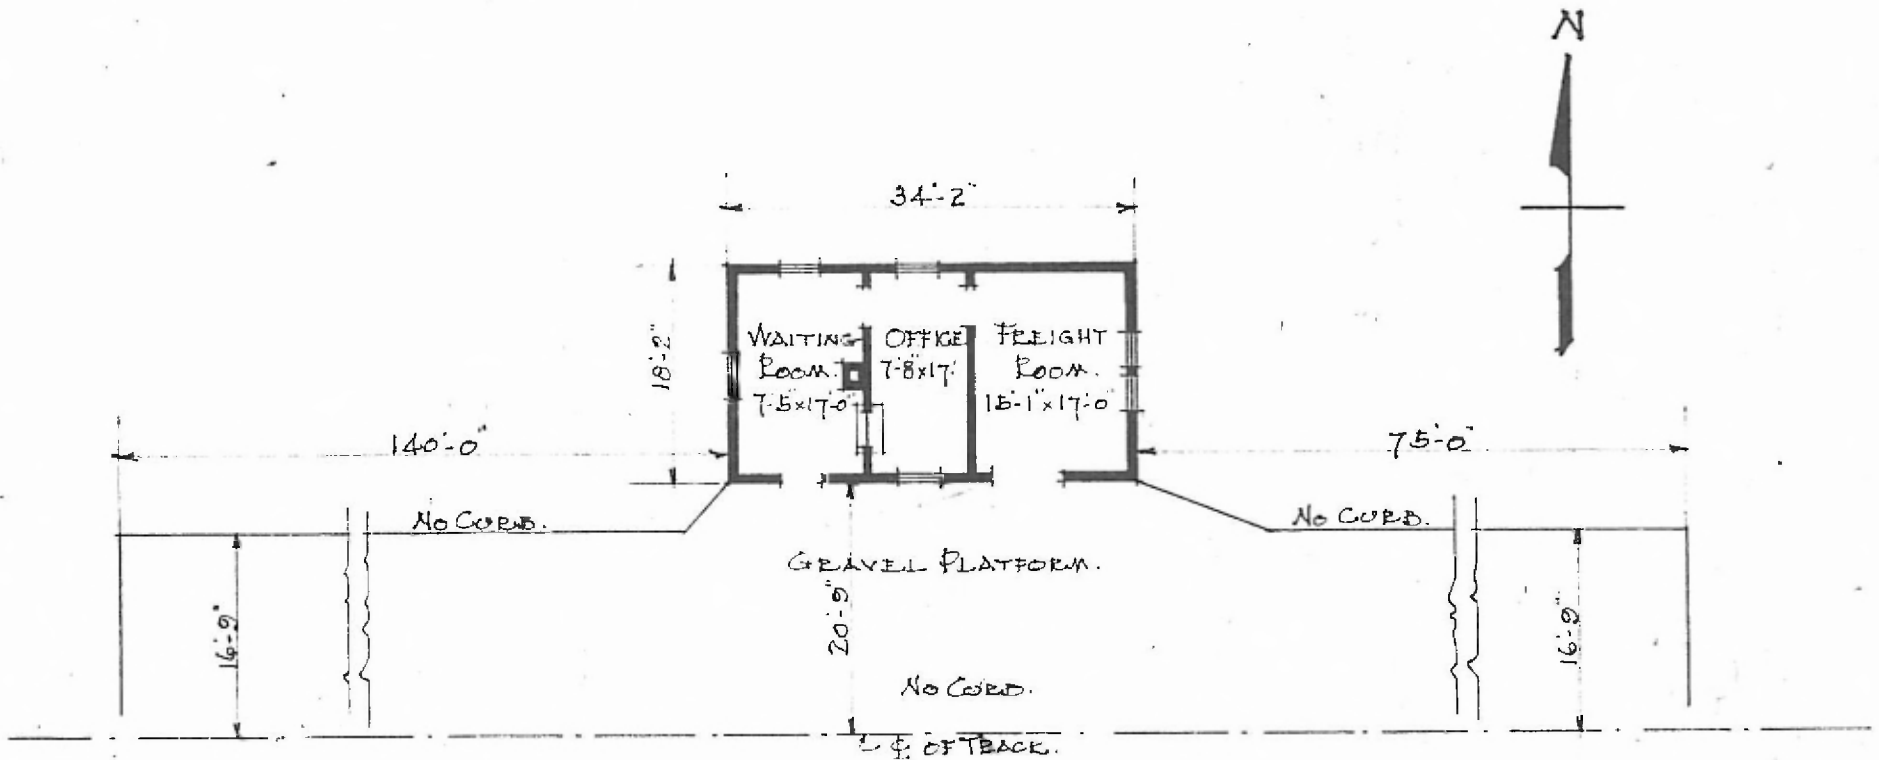 N
34'-2"
18'-2"
WAITING
ROOM.
7'-5"x17'-0"
OFFICE
7'-8"x17'
FREIGHT
ROOM.
15'-1"x17'-0"
140'-0"
75'-0"
NO CURB.
NO CURB.
GRAVEL PLATFORM.
16'-9"
20'-9"
16'-9"
NO CURB.
℄ OF TRACK.